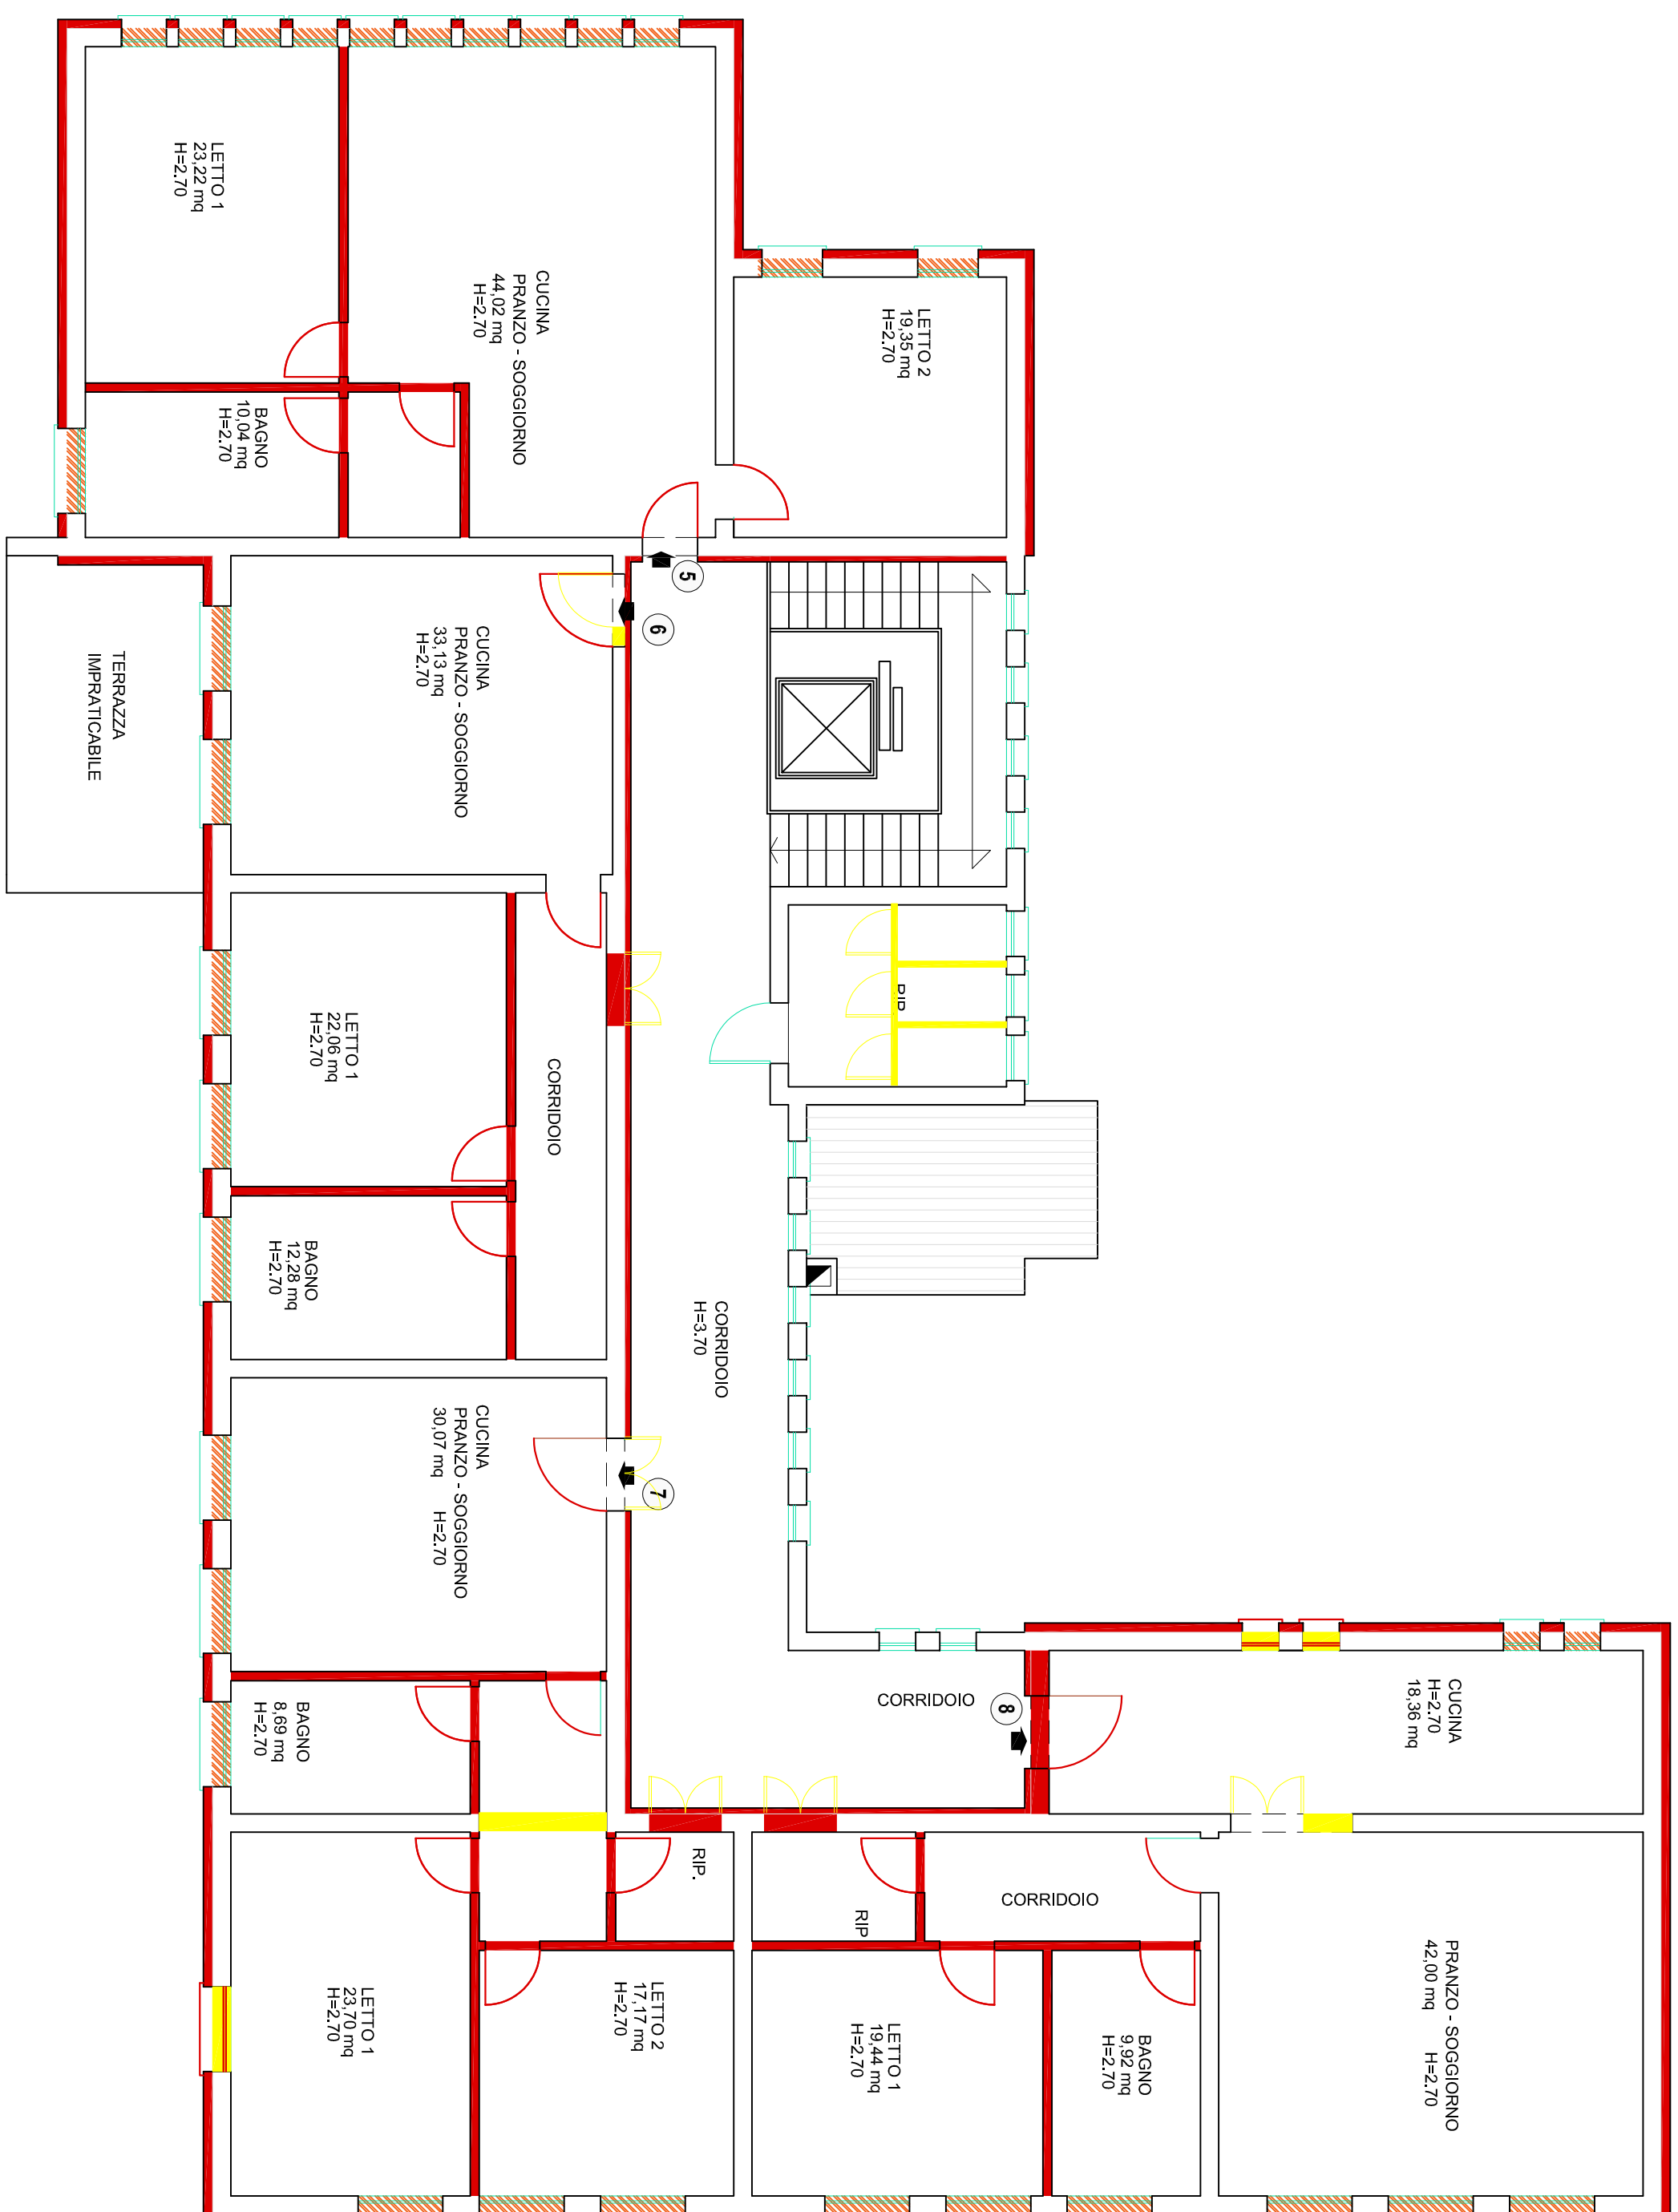 LETTO 1
23,22 mq
H=2.70
CUCINA
PRANZO - SOGGIORNO
44,02 mq
H=2.70
LETTO 2
19,35 mq
H=2.70
BAGNO
10,04 mq
H=2.70
5
6
CUCINA
PRANZO - SOGGIORNO
33,13 mq
H=2.70
TERRAZZA
IMPRATICABILE
RIP
LETTO 1
22,06 mq
H=2.70
CORRIDOIO
BAGNO
12,28 mq
H=2.70
CORRIDOIO
H=3.70
CUCINA
PRANZO - SOGGIORNO
30,07 mq H=2.70
7
BAGNO
8,69 mq
H=2.70
CORRIDOIO
8
CUCINA
H=2.70
18,36 mq
RIP.
RIP
CORRIDOIO
PRANZO - SOGGIORNO
42,00 mq H=2.70
LETTO 1
23,70 mq
H=2.70
LETTO 2
17,17 mq
H=2.70
LETTO 1
19,44 mq
H=2.70
BAGNO
9,92 mq
H=2.70